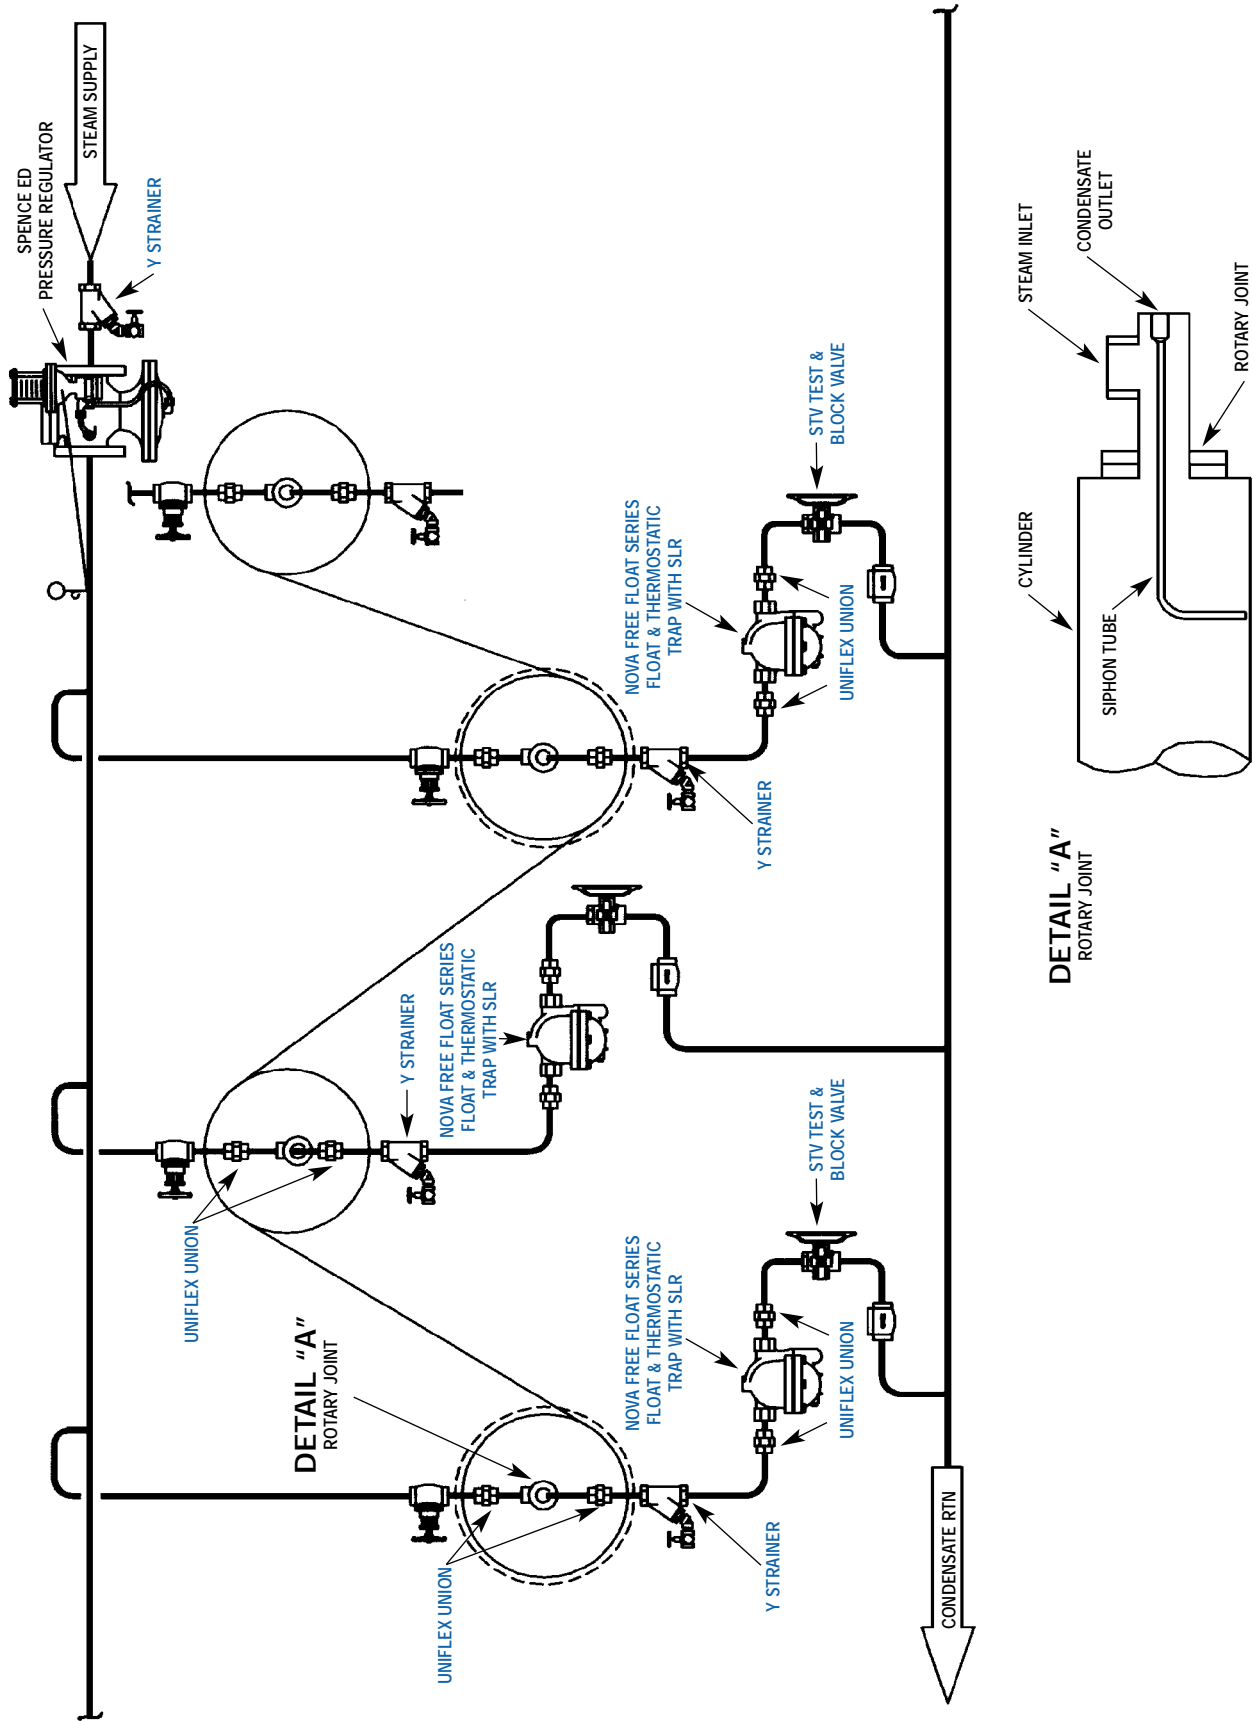 STEAM SUPPLY
SPENCE ED
PRESSURE REGULATOR
Y STRAINER
STV TEST &
BLOCK VALVE
NOVA FREE FLOAT SERIES
FLOAT & THERMOSTATIC
TRAP WITH SLR
UNIFLEX UNION
Y STRAINER
NOVA FREE FLOAT SERIES
FLOAT & THERMOSTATIC
TRAP WITH SLR
Y STRAINER
UNIFLEX UNION
STV TEST &
BLOCK VALVE
NOVA FREE FLOAT SERIES
FLOAT & THERMOSTATIC
TRAP WITH SLR
UNIFLEX UNION
DETAIL "A"
ROTARY JOINT
UNIFLEX UNION
Y STRAINER
CONDENSATE RTN
STEAM INLET
CONDENSATE
OUTLET
ROTARY JOINT
CYLINDER
SIPHON TUBE
DETAIL "A"
ROTARY JOINT